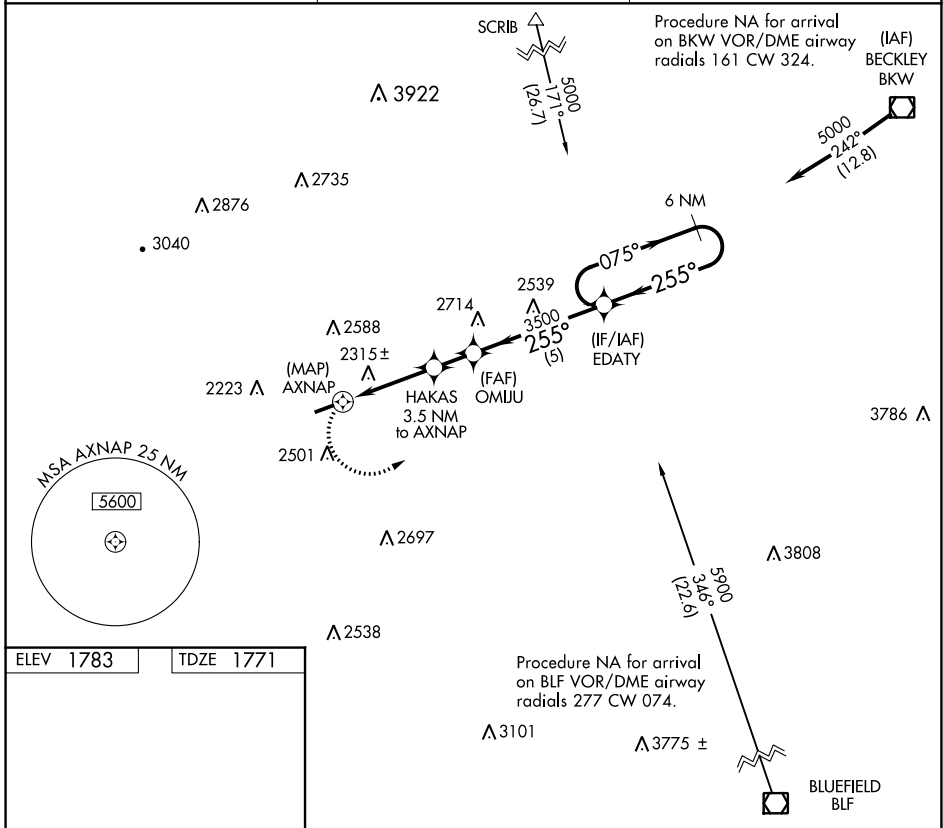 SCRIB
5000
171°
(26.7)
Procedure NA for arrival
on BKW VOR/DME airway
radials 161 CW 324.
(IAF)
BECKLEY
BKW
5000
242°
(12.8)
3922
2735
2876
3040
6 NM
075°
255°
2539
2714
3500
255°
(5)
(IF/IAF)
EDATY
2588
2315±
(MAP)
AXNAP
2223
HAKAS
3.5 NM
to AXNAP
(FAF)
OMIJU
3786
2501
MSA AXNAP 25 NM
5600
2697
3808
5900
346°
(22.6)
2538
ELEV 1783
TDZE 1771
Procedure NA for arrival
on BLF VOR/DME airway
radials 277 CW 074.
3101
3775 ±
BLUEFIELD
BLF